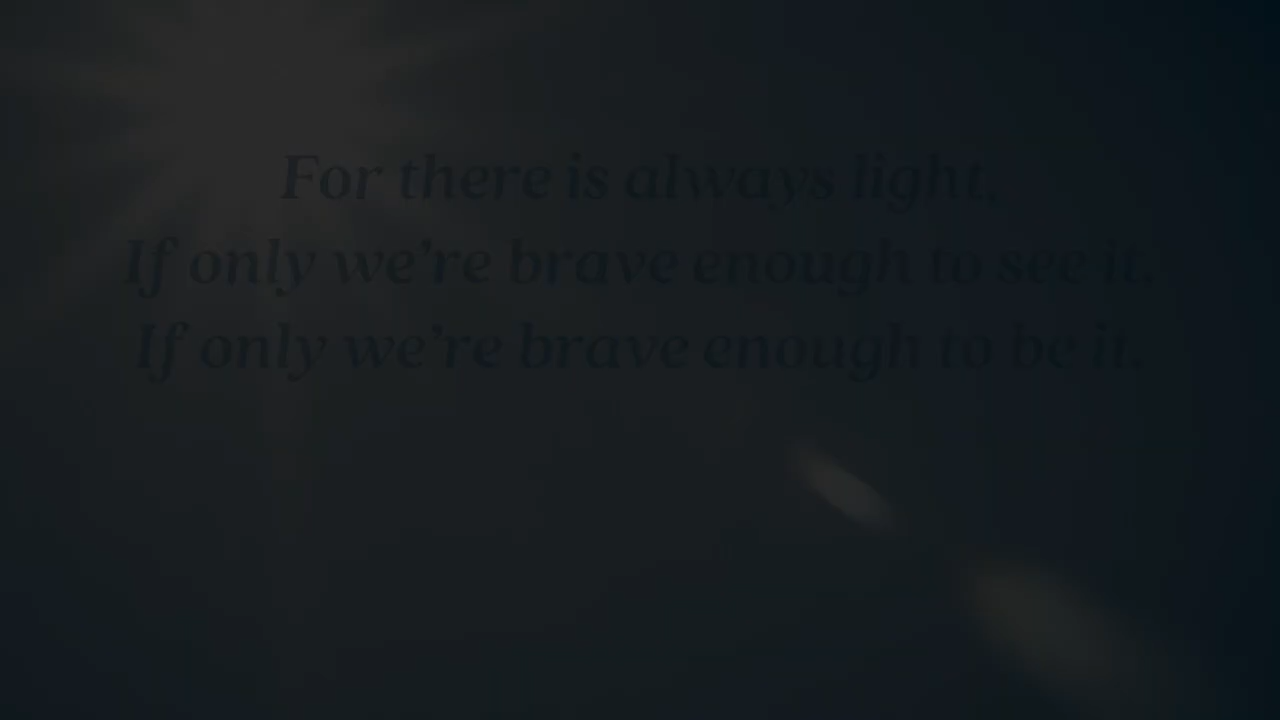 For there is always light,
If only we’re brave enough to see it.
If only we’re brave enough to be it.